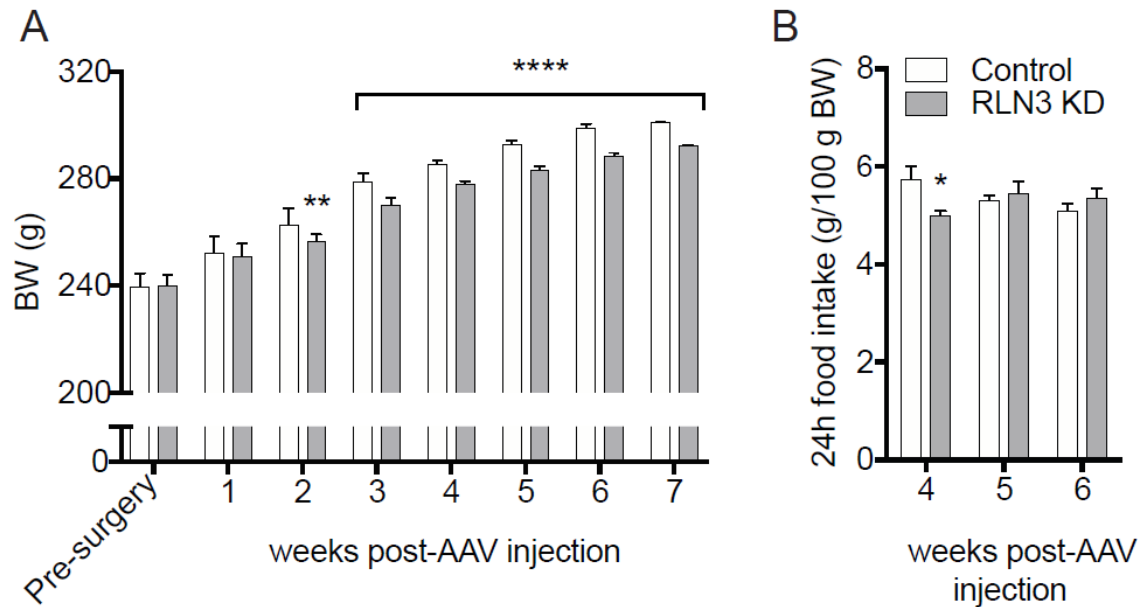 A
BW (g)
320
280
240
200
0
**
****
Pre-surgery 1 2 3 4 5 6 7
weeks post-AAV injection
B
24h food intake (g/100 g BW)
8
6
4
2
0
Control
RLN3 KD
*
4 5 6
weeks post-AAV
injection